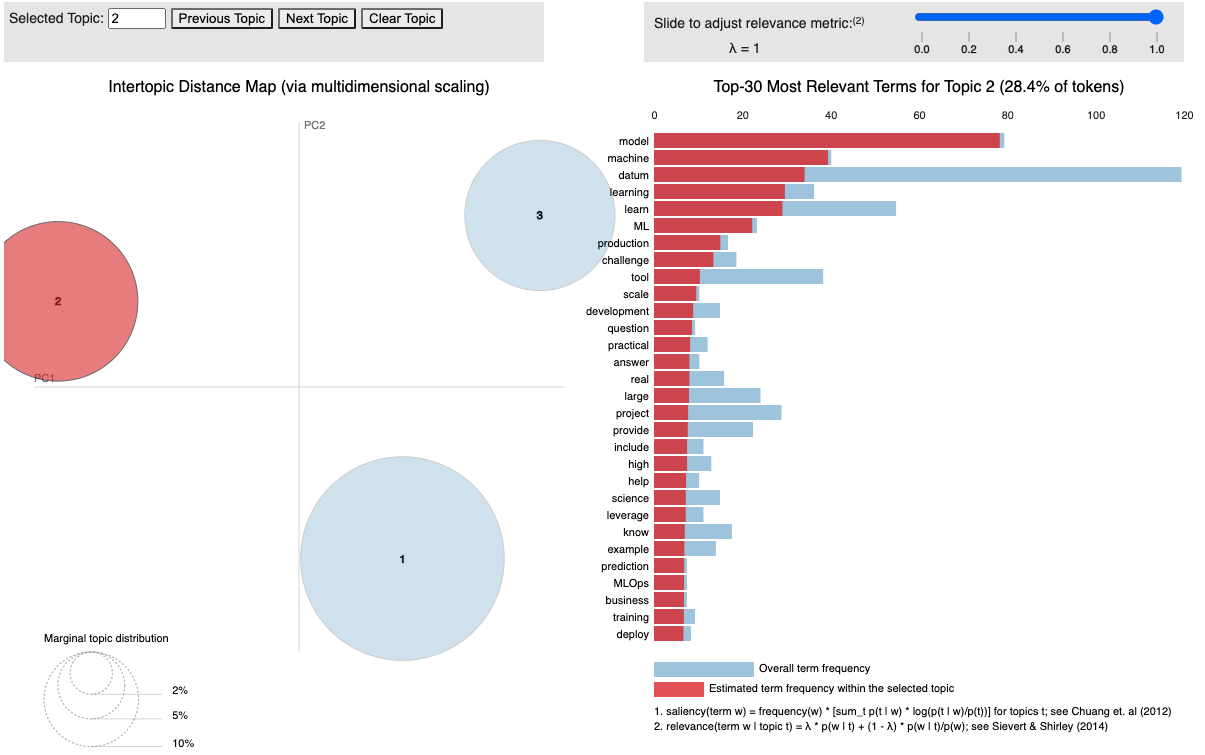 Selected Topic: 2 Previous Topic Next Topic Clear Topic
Slide to adjust relevance metric:(2)
λ = 1
0.0 0.2 0.4 0.6 0.8 1.0
Intertopic Distance Map (via multidimensional scaling)
PC2
PC1
2
3
1
Marginal topic distribution
2%
5%
10%
Top-30 Most Relevant Terms for Topic 2 (28.4% of tokens)
0 20 40 60 80 100 120
model
machine
datum
learning
learn
ML
production
challenge
tool
scale
development
question
practical
answer
real
large
project
provide
include
high
help
science
leverage
know
example
prediction
MLOps
business
training
deploy
Overall term frequency
Estimated term frequency within the selected topic
1. saliency(term w) = frequency(w) * [sum_t p(t | w) * log(p(t | w)/p(t))] for topics t; see Chuang et. al (2012)
2. relevance(term w | topic t) = λ * p(w | t) + (1 - λ) * p(w | t)/p(w); see Sievert & Shirley (2014)